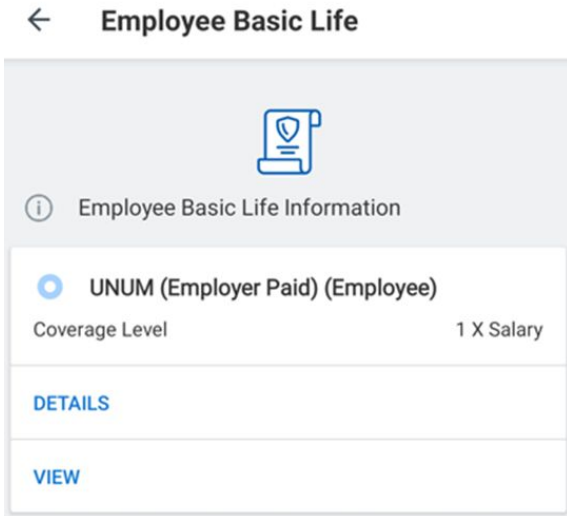 Employee Basic Life
Employee Basic Life Information
UNUM (Employer Paid) (Employee)
Coverage Level 1 X Salary
DETAILS
VIEW